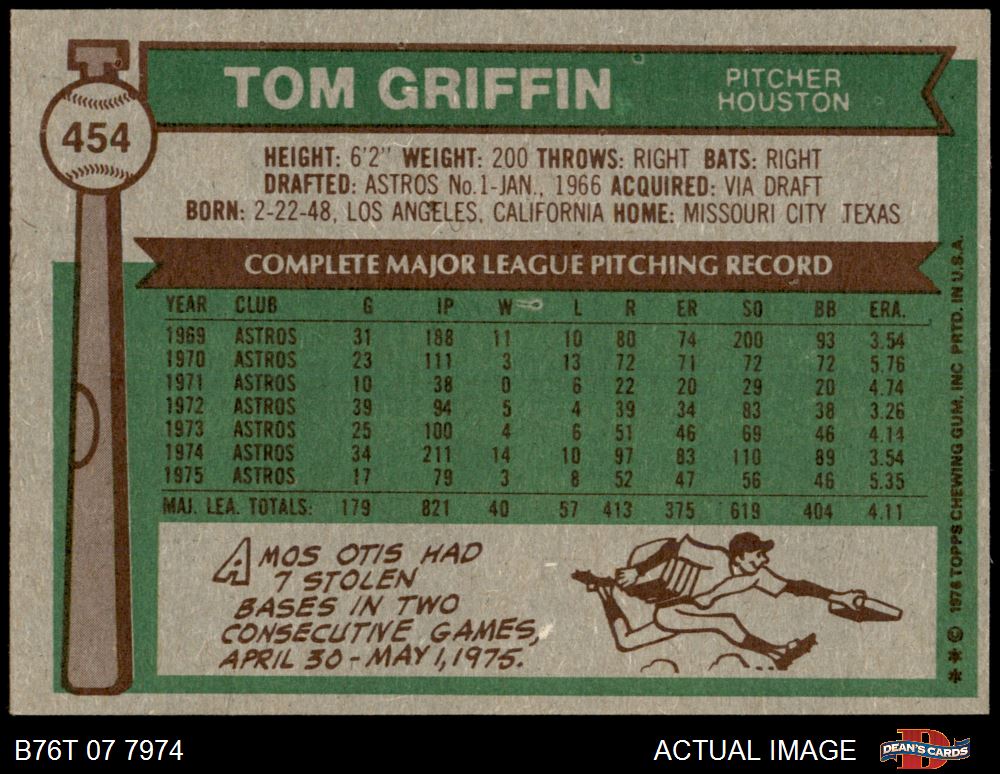 454
TOM GRIFFIN
PITCHER
HOUSTON
HEIGHT: 6'2" WEIGHT: 200 THROWS: RIGHT BATS: RIGHT
DRAFTED: ASTROS No.1-JAN., 1966 ACQUIRED: VIA DRAFT
BORN: 2-22-48, LOS ANGELES, CALIFORNIA HOME: MISSOURI CITY TEXAS
COMPLETE MAJOR LEAGUE PITCHING RECORD
YEAR CLUB G IP W L R ER SO BB ERA.
1969 ASTROS 31 188 11 10 80 74 200 93 3.54
1970 ASTROS 23 111 3 13 72 71 72 72 5.76
1971 ASTROS 10 38 0 6 22 20 29 20 4.74
1972 ASTROS 39 94 5 4 39 34 83 38 3.26
1973 ASTROS 25 100 4 6 51 46 69 46 4.14
1974 ASTROS 34 211 14 10 97 83 110 89 3.54
1975 ASTROS 17 79 3 8 52 47 56 46 5.35
MAJ. LEA. TOTALS: 179 821 40 57 413 375 619 404 4.11
AMOS OTIS HAD
7 STOLEN
BASES IN TWO
CONSECUTIVE GAMES,
APRIL 30-MAY 1, 1975.
**© 1976 TOPPS CHEWING GUM, INC PRTD. IN U.S.A.
B76T 07 7974
ACTUAL IMAGE
DEAN'S CARDS